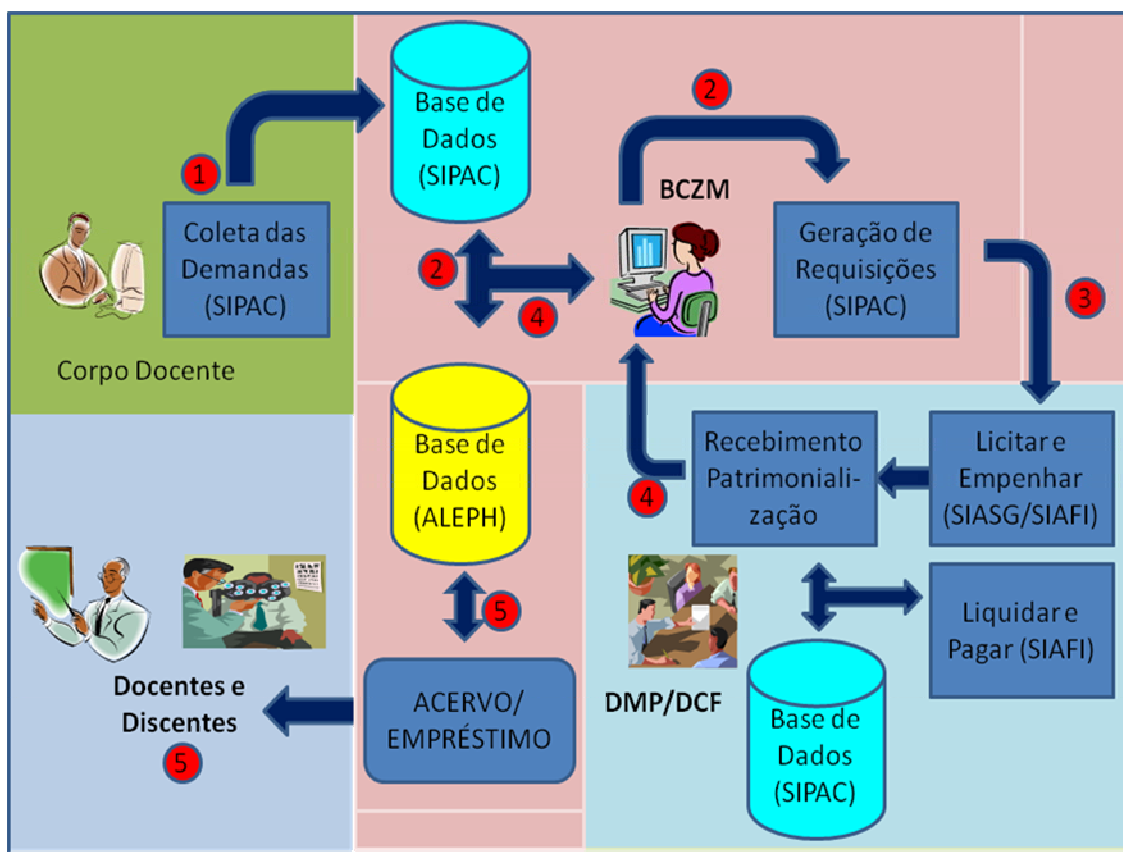 1
Coleta das
Demandas
(SIPAC)
Corpo Docente
Base de
Dados
(SIPAC)
2
4
BCZM
2
Geração de
Requisições
(SIPAC)
3
Base de
Dados
(ALEPH)
5
ACERVO/
EMPRÉSTIMO
Docentes e
Discentes
5
4
Recebimento
Patrimoniali-
zação
Licitar e
Empenhar
(SIASG/SIAFI)
Liquidar e
Pagar (SIAFI)
DMP/DCF
Base de
Dados
(SIPAC)